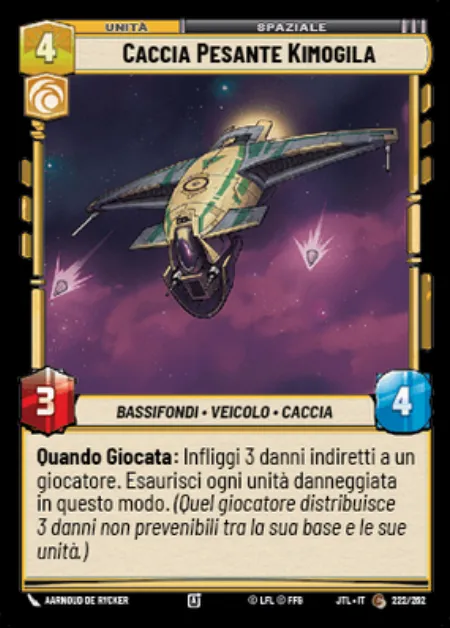 UNITÀ
SPAZIALE
4
CACCIA PESANTE KIMOGILA
3
BASSIFONDI • VEICOLO • CACCIA
4
Quando Giocata: Infliggi 3 danni indiretti a un
giocatore. Esaurisci ogni unità danneggiata
in questo modo. (Quel giocatore distribuisce
3 danni non prevenibili tra la sua base e le sue
unità.)
AARNOUD DE RYCKER
© LFL © FFG
JTL • IT
C
222/262